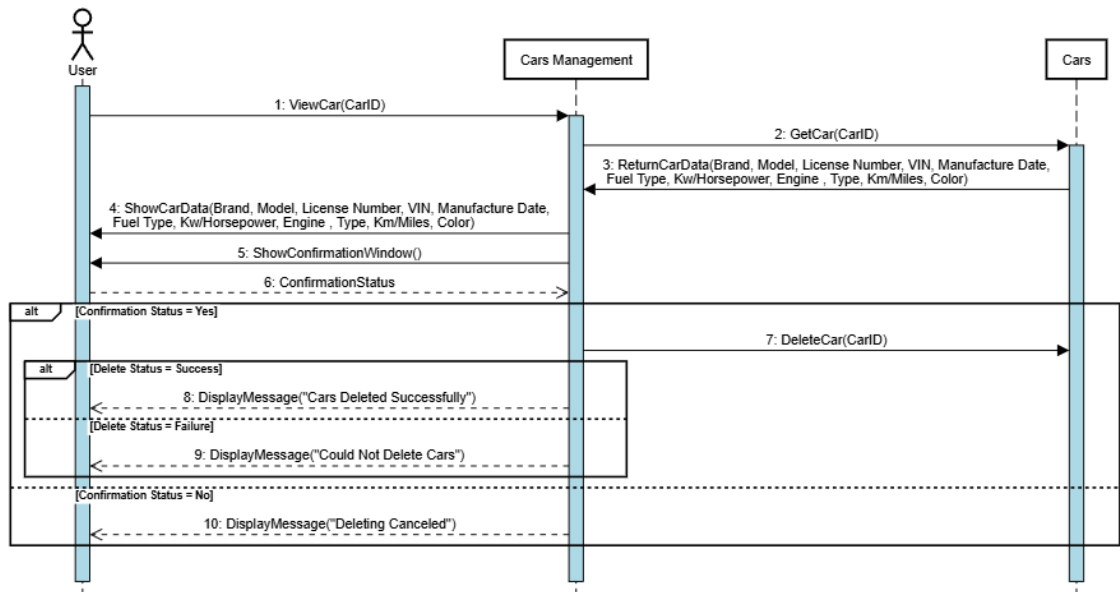 User
Cars Management
Cars
1: ViewCar(CarID)
2: GetCar(CarID)
3: ReturnCarData(Brand, Model, License Number, VIN, Manufacture Date,
Fuel Type, Kw/Horsepower, Engine , Type, Km/Miles, Color)
4: ShowCarData(Brand, Model, License Number, VIN, Manufacture Date,
Fuel Type, Kw/Horsepower, Engine , Type, Km/Miles, Color)
5: ShowConfirmationWindow()
6: ConfirmationStatus
alt [Confirmation Status = Yes]
7: DeleteCar(CarID)
alt [Delete Status = Success]
8: DisplayMessage("Cars Deleted Successfully")
[Delete Status = Failure]
9: DisplayMessage("Could Not Delete Cars")
[Confirmation Status = No]
10: DisplayMessage("Deleting Canceled")